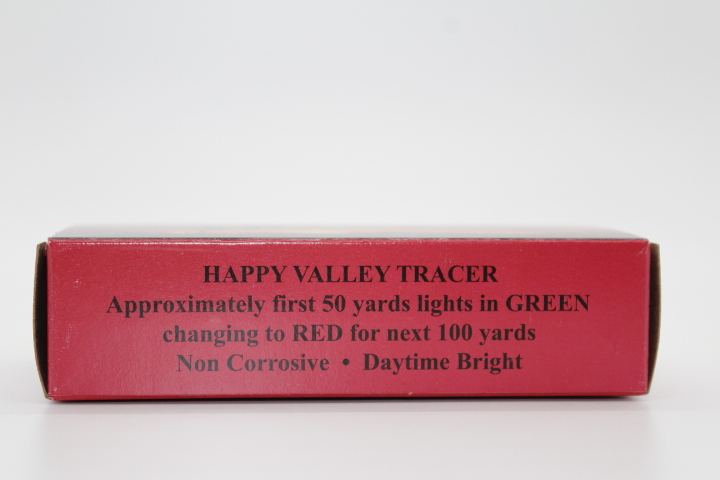 HAPPY VALLEY TRACER
Approximately first 50 yards lights in GREEN
changing to RED for next 100 yards
Non Corrosive • Daytime Bright